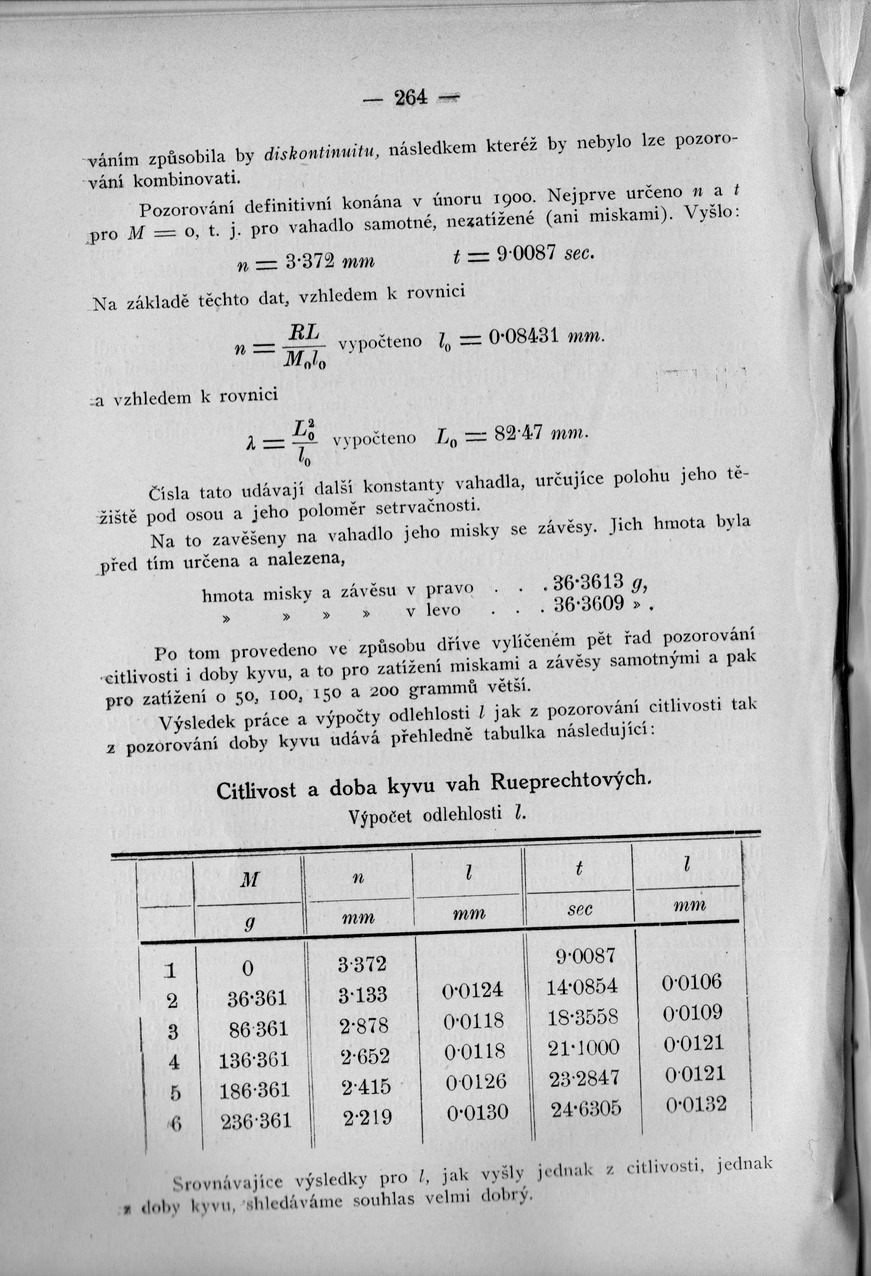 — 264 —
váním způsobila by diskontinuitu, následkem kteréž by nebylo lze pozoro-
vání kombinovati.
Pozorování definitivní konána v únoru 1900. Nejprve určeno n a t
pro M = 0, t. j. pro vahadlo samotné, nezatížené (ani miskami). Vyšlo:
n = 3·372 mm t = 9·0087 sec.
Na základě těchto dat, vzhledem k rovnici
n = RL / M₀l₀ vypočteno l₀ = 0·08431 mm.
a vzhledem k rovnici
λ = L₀² / l₀ vypočteno L₀ = 82·47 mm.
Čísla tato udávají další konstanty vahadla, určujíce polohu jeho tě-
žiště pod osou a jeho poloměr setrvačnosti.
Na to zavěšeny na vahadlo jeho misky se závěsy. Jich hmota byla
před tím určena a nalezena,
hmota misky a závěsu v pravo . . . 36·3613 g,
» » » » v levo . . . 36·3609 » .
Po tom provedeno ve způsobu dříve vylíčeném pět řad pozorování
citlivosti i doby kyvu, a to pro zatížení miskami a závěsy samotnými a pak
pro zatížení o 50, 100, 150 a 200 grammů větší.
Výsledek práce a výpočty odlehlosti l jak z pozorování citlivosti tak
z pozorování doby kyvu udává přehledně tabulka následující:
Citlivost a doba kyvu vah Rueprechtových.
Výpočet odlehlosti l.
M n l t l
g mm mm sec mm
1 0 3·372 9·0087
2 36·361 3·133 0·0124 14·0854 0·0106
3 86·361 2·878 0·0118 18·3558 0·0109
4 136·361 2·652 0·0118 21·1000 0·0121
5 186·361 2·415 0·0126 23·2847 0·0121
6 236·361 2·219 0·0130 24·6305 0·0132
Srovnávajíce výsledky pro l, jak vyšly jednak z citlivosti, jednak
z doby kyvu, shledáváme souhlas velmi dobrý.